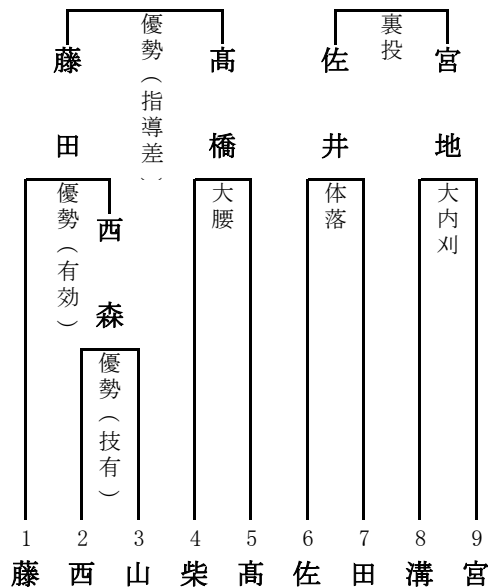 藤田
優勢（指導差）
髙橋
佐井
裏投
宮地
優勢（有効）
西森
大腰
体落
大内刈
優勢（技有）
1 2 3 4 5 6 7 8 9
藤 西 山 柴 髙 佐 田 溝 宮